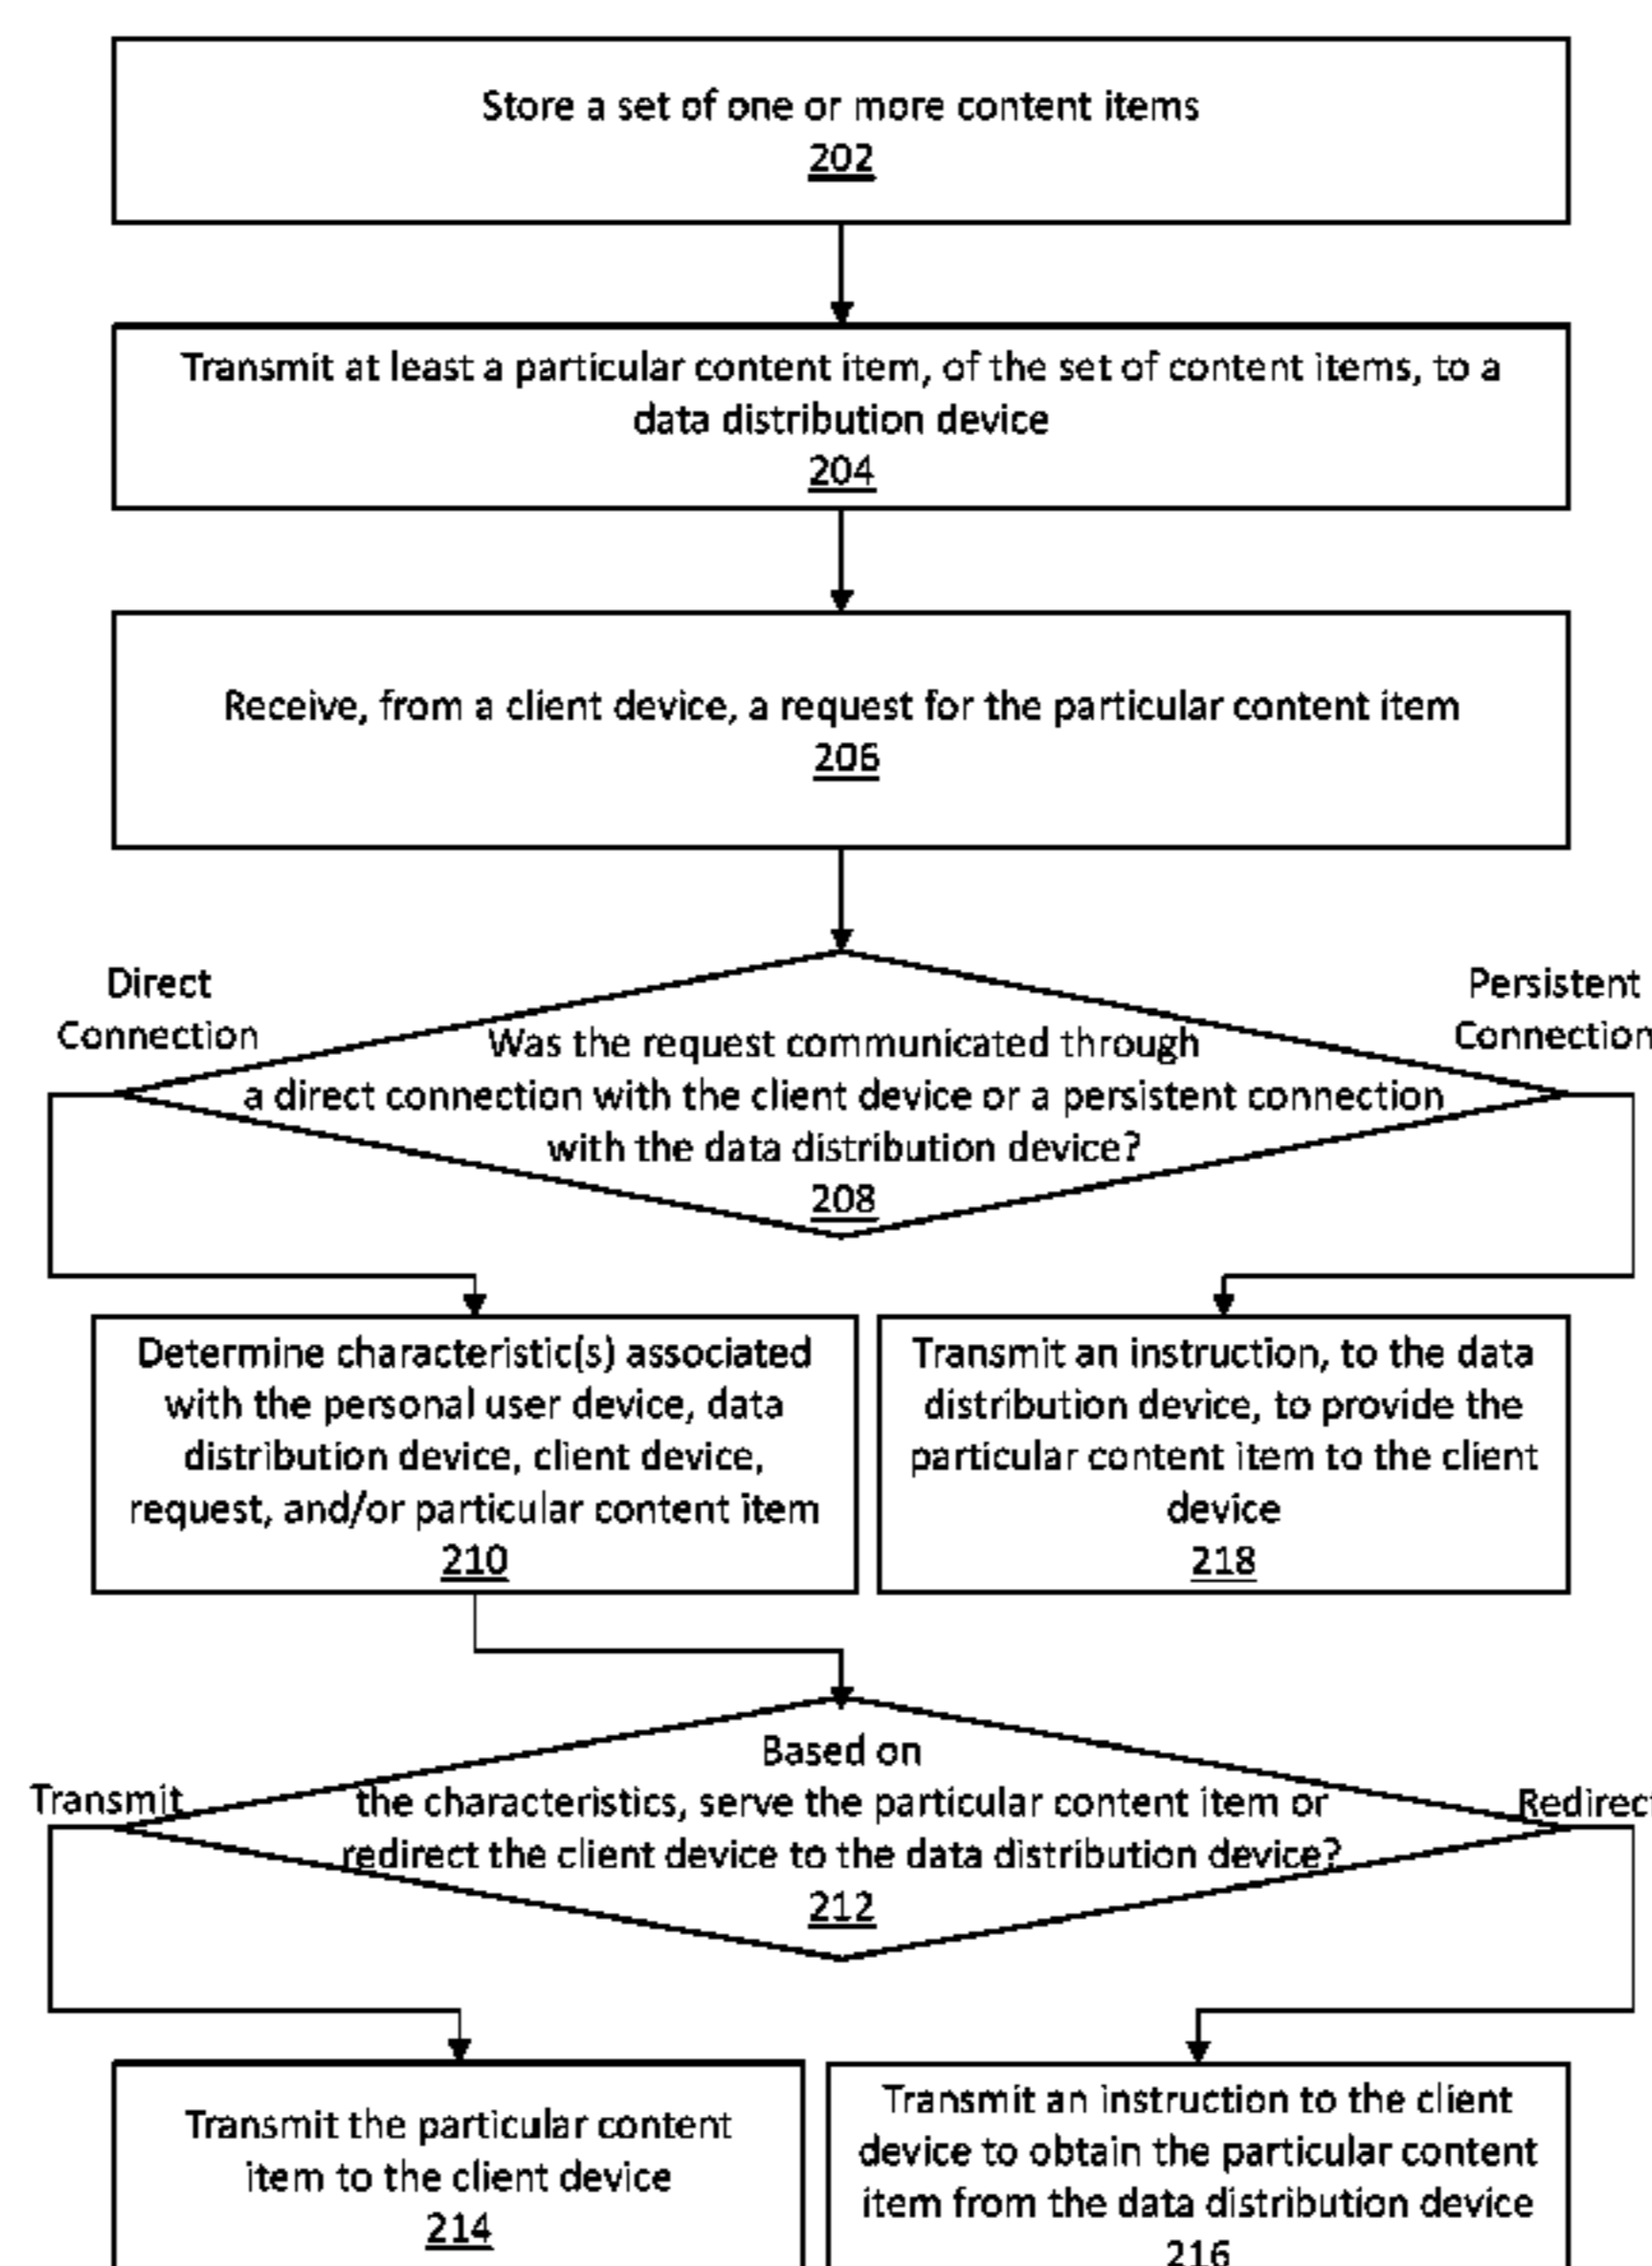 Store a set of one or more content items
202
Transmit at least a particular content item, of the set of content items, to a
data distribution device
204
Receive, from a client device, a request for the particular content item
206
Direct
Connection
Persistent
Connection
Was the request communicated through
a direct connection with the client device or a persistent connection
with the data distribution device?
208
Determine characteristic(s) associated
with the personal user device, data
distribution device, client device,
request, and/or particular content item
210
Transmit an instruction, to the data
distribution device, to provide the
particular content item to the client
device
218
Based on
the characteristics, serve the particular content item or
redirect the client device to the data distribution device?
212
Transmit
Redirect
Transmit the particular content
item to the client device
214
Transmit an instruction to the client
device to obtain the particular content
item from the data distribution device
216